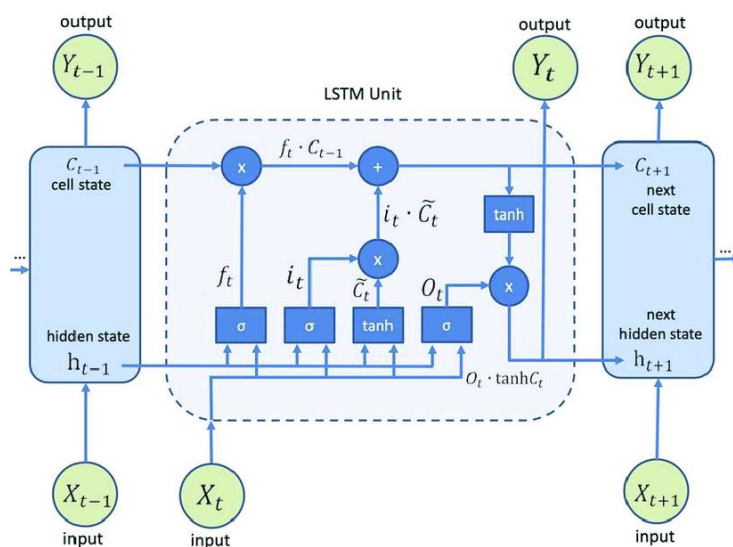 output
output
output
Y_{t-1}
Y_t
Y_{t+1}
LSTM Unit
C_{t-1}
cell state
x
f_t · C_{t-1}
+
C_{t+1}
next
cell state
tanh
i_t · C̃_t
...
...
f_t
i_t
x
C̃_t
O_t
x
σ
σ
tanh
σ
hidden state
h_{t-1}
next
hidden state
h_{t+1}
O_t · tanhC_t
X_{t-1}
X_t
X_{t+1}
input
input
input